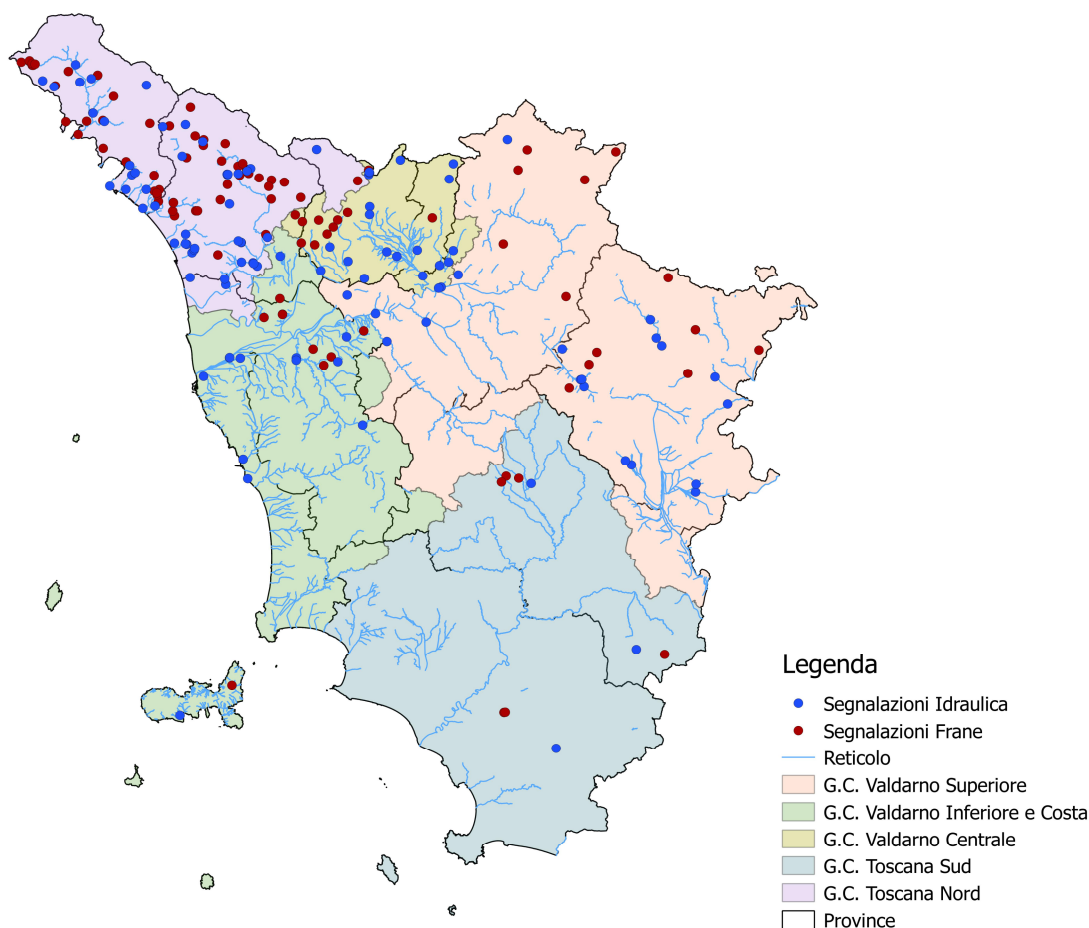 Legenda
Segnalazioni Idraulica
Segnalazioni Frane
Reticolo
G.C. Valdarno Superiore
G.C. Valdarno Inferiore e Costa
G.C. Valdarno Centrale
G.C. Toscana Sud
G.C. Toscana Nord
Province